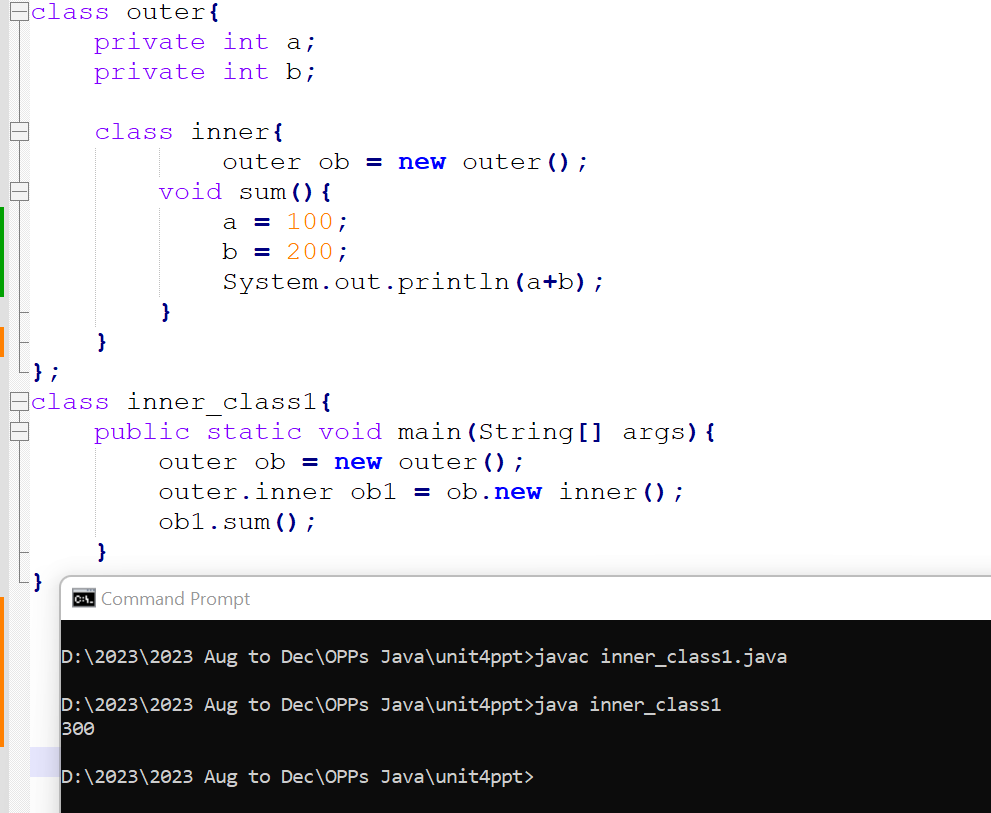 class outer{
    private int a;
    private int b;

    class inner{
            outer ob = new outer();
        void sum(){
            a = 100;
            b = 200;
            System.out.println(a+b);
        }
    }
};
class inner_class1{
    public static void main(String[] args){
        outer ob = new outer();
        outer.inner ob1 = ob.new inner();
        ob1.sum();
    }
}
C:\. Command Prompt
D:\2023\2023 Aug to Dec\OPPs Java\unit4ppt>javac inner_class1.java
D:\2023\2023 Aug to Dec\OPPs Java\unit4ppt>java inner_class1
300
D:\2023\2023 Aug to Dec\OPPs Java\unit4ppt>